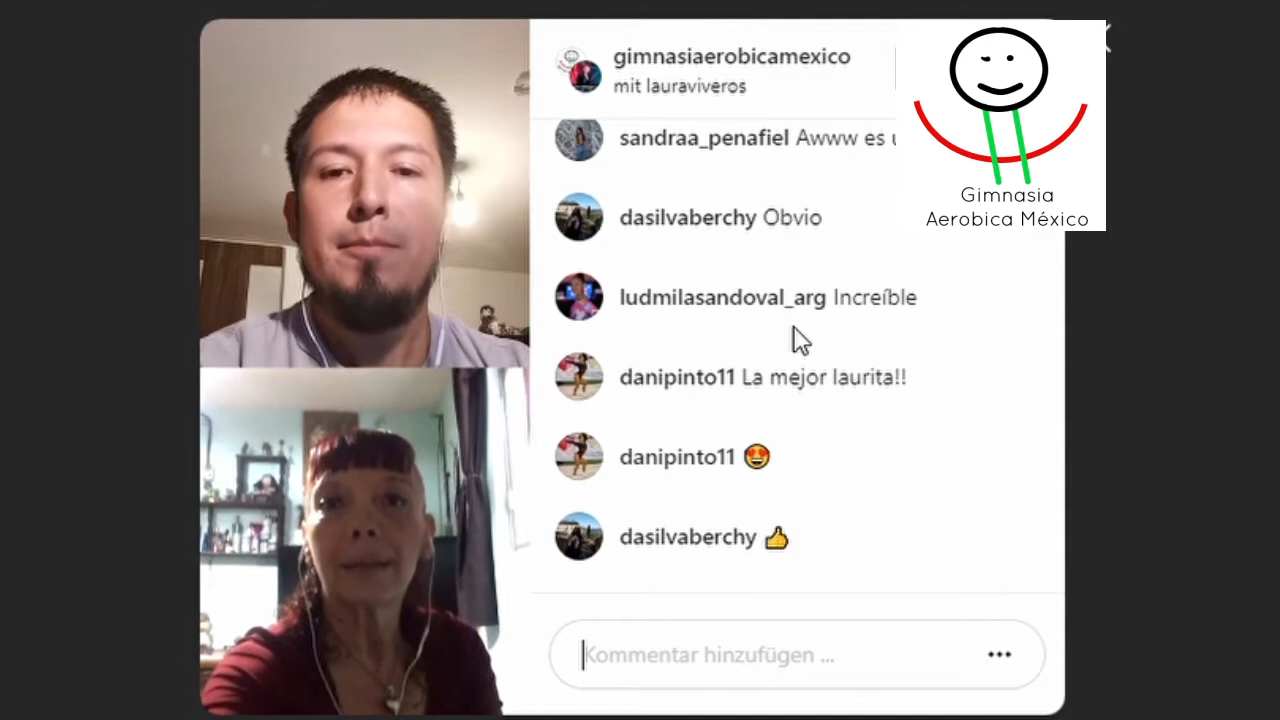 gimnasiaerobicamexico
mit lauraviveros
sandraa_penafiel Awww es
dasilvaberchy Obvio
ludmilasandoval_arg Increíble
danipinto11 La mejor laurita!!
danipinto11 😍
dasilvaberchy 👍
Kommentar hinzufügen ...
Gimnasia
Aerobica México